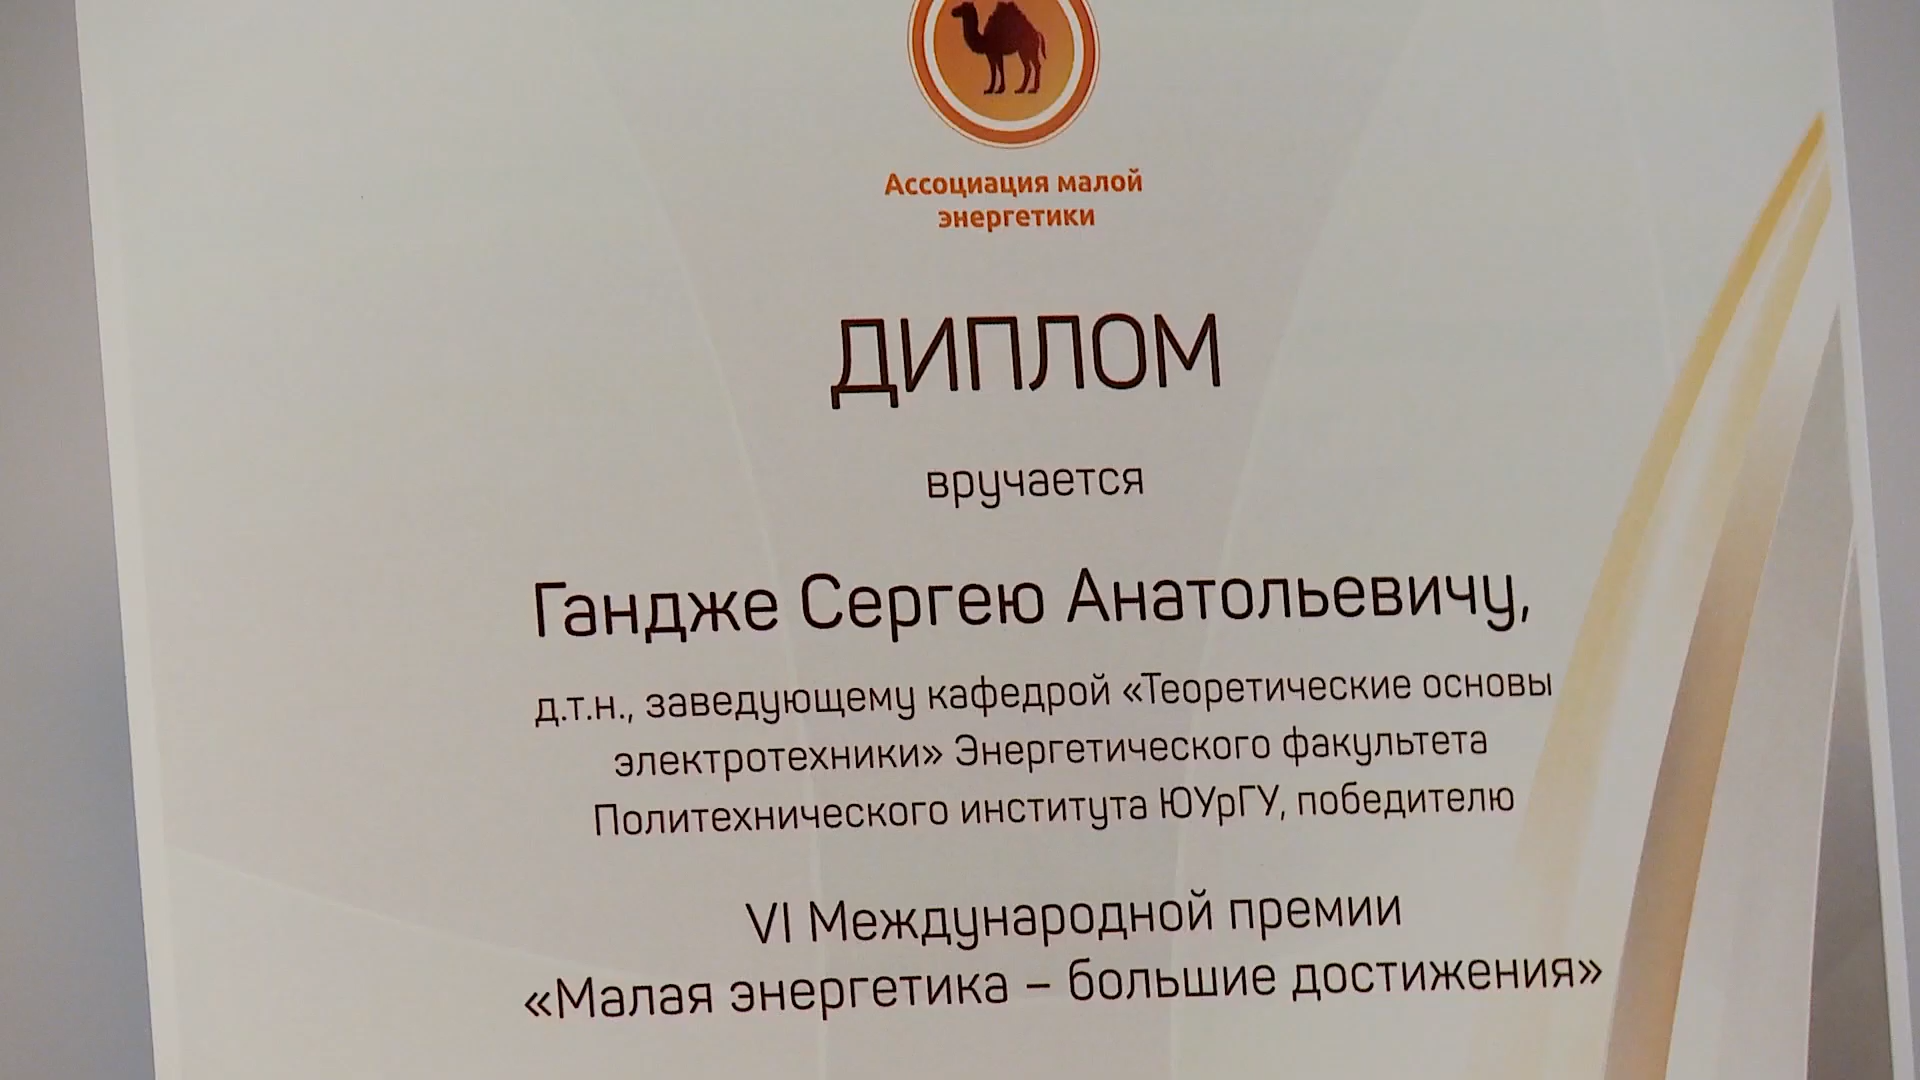 Ассоциация малой
энергетики
ДИПЛОМ
вручается
Гандже Сергею Анатольевичу,
д.т.н., заведующему кафедрой «Теоретические основы
электротехники» Энергетического факультета
Политехнического института ЮУрГУ, победителю
VI Международной премии
«Малая энергетика – большие достижения»